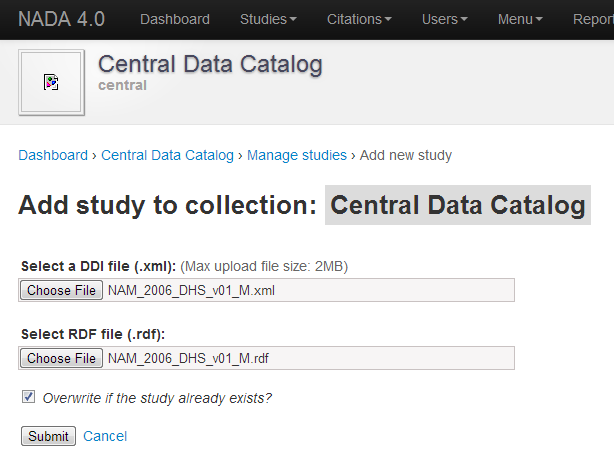 NADA 4.0 Dashboard Studies Citations Users Menu Repor
Central Data Catalog
central
Dashboard › Central Data Catalog › Manage studies › Add new study
Add study to collection: Central Data Catalog
Select a DDI file (.xml): (Max upload file size: 2MB)
Choose File NAM_2006_DHS_v01_M.xml
Select RDF file (.rdf):
Choose File NAM_2006_DHS_v01_M.rdf
Overwrite if the study already exists?
Submit Cancel